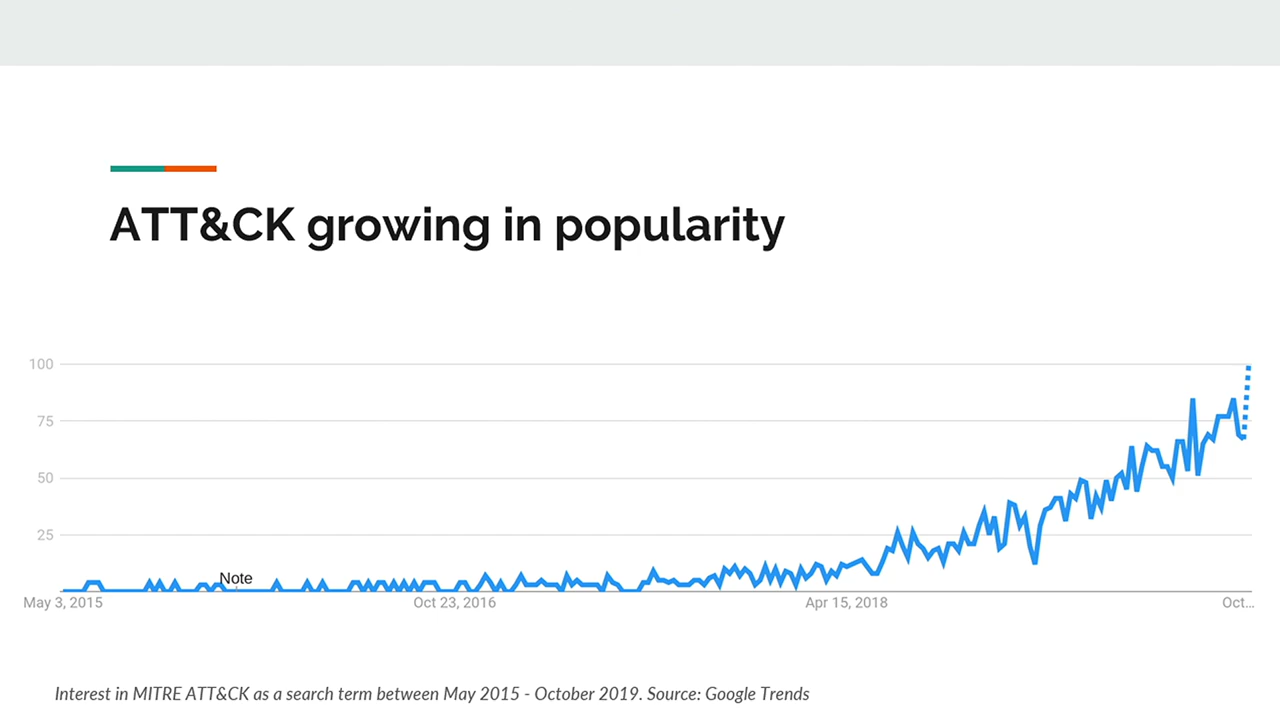 ATT&CK growing in popularity
100
75
50
25
Note
May 3, 2015
Oct 23, 2016
Apr 15, 2018
Oct...
Interest in MITRE ATT&CK as a search term between May 2015 - October 2019. Source: Google Trends